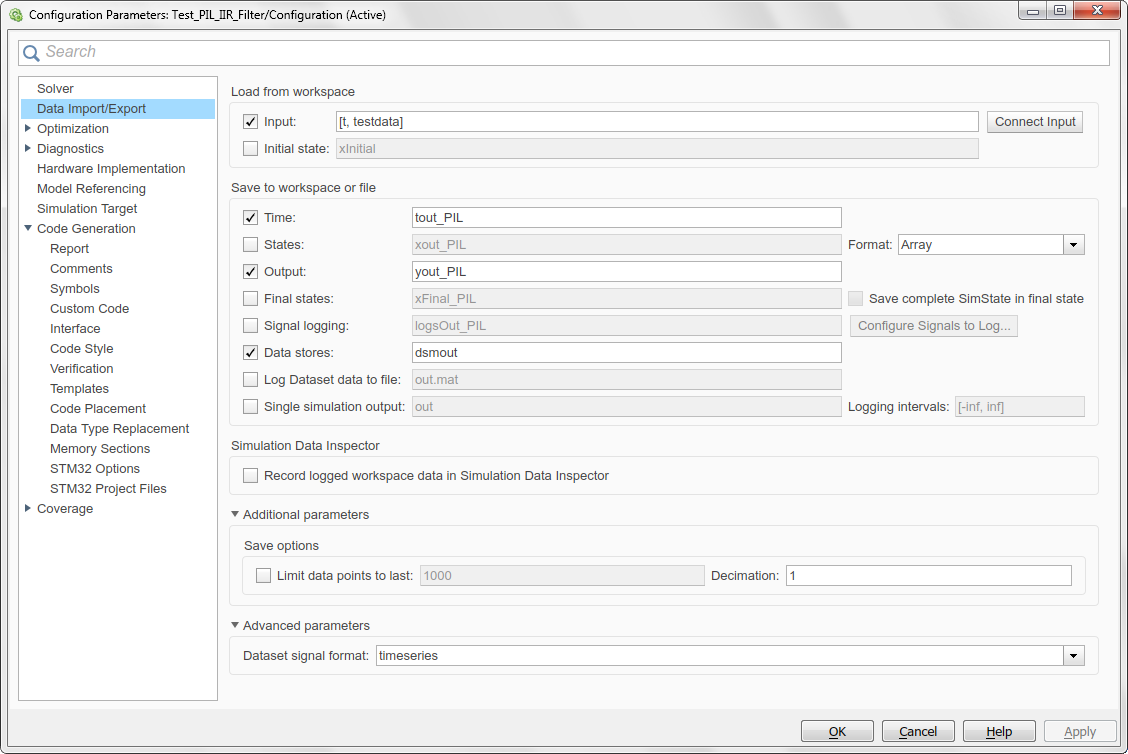 Configuration Parameters: Test_PIL_IIR_Filter/Configuration (Active)
Search
Solver
Data Import/Export
Optimization
Diagnostics
Hardware Implementation
Model Referencing
Simulation Target
Code Generation
Report
Comments
Symbols
Custom Code
Interface
Code Style
Verification
Templates
Code Placement
Data Type Replacement
Memory Sections
STM32 Options
STM32 Project Files
Coverage
Load from workspace
Input: [t, testdata] Connect Input
Initial state: xInitial
Save to workspace or file
Time: tout_PIL
States: xout_PIL Format: Array
Output: yout_PIL
Final states: xFinal_PIL Save complete SimState in final state
Signal logging: logsOut_PIL Configure Signals to Log...
Data stores: dsmout
Log Dataset data to file: out.mat
Single simulation output: out Logging intervals: [-inf, inf]
Simulation Data Inspector
Record logged workspace data in Simulation Data Inspector
Additional parameters
Save options
Limit data points to last: 1000 Decimation: 1
Advanced parameters
Dataset signal format: timeseries
OK Cancel Help Apply